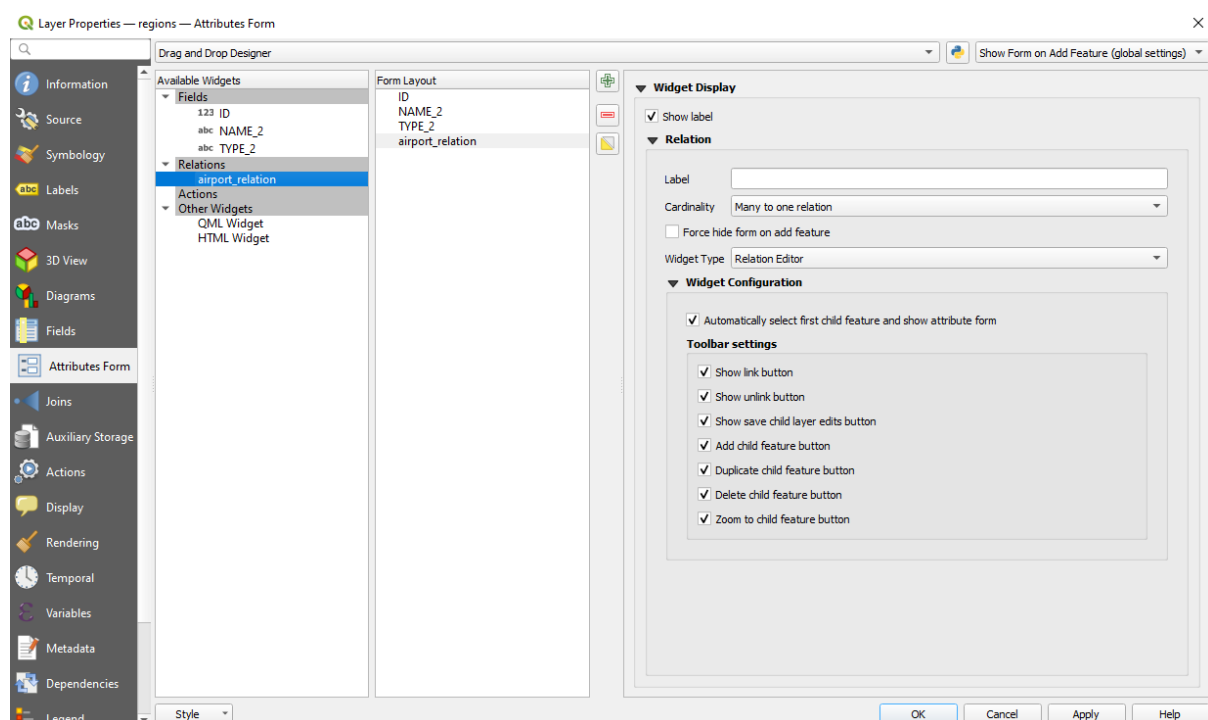 Layer Properties — regions — Attributes Form
Drag and Drop Designer
Show Form on Add Feature (global settings)
Information
Source
Symbology
abc Labels
abc Masks
3D View
Diagrams
Fields
Attributes Form
Joins
Auxiliary Storage
Actions
Display
Rendering
Temporal
Variables
Metadata
Dependencies
Legend
Available Widgets
Fields
123 ID
abc NAME_2
abc TYPE_2
Relations
airport_relation
Actions
Other Widgets
QML Widget
HTML Widget
Form Layout
ID
NAME_2
TYPE_2
airport_relation
Widget Display
Show label
Relation
Label
Cardinality Many to one relation
Force hide form on add feature
Widget Type Relation Editor
Widget Configuration
Automatically select first child feature and show attribute form
Toolbar settings
Show link button
Show unlink button
Show save child layer edits button
Add child feature button
Duplicate child feature button
Delete child feature button
Zoom to child feature button
Style
OK Cancel Apply Help